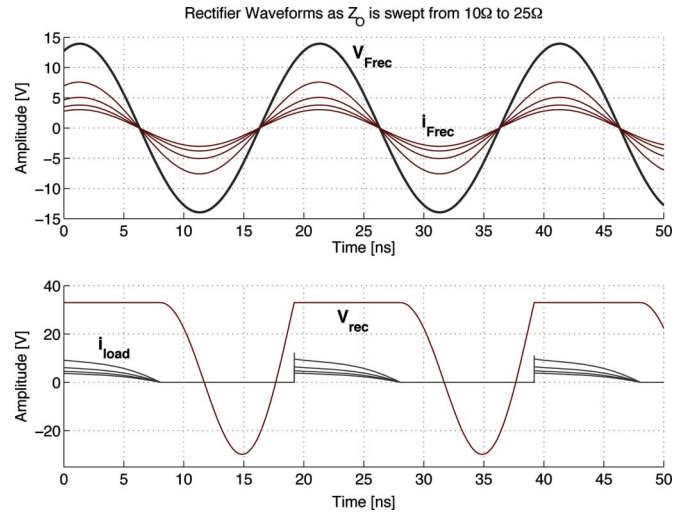 Rectifier Waveforms as ZO is swept from 10Ω to 25Ω
15
10
5
0
−5
−10
−15
Amplitude [V]
VFrec
iFrec
0 5 10 15 20 25 30 35 40 45 50
Time [ns]
40
20
0
−20
Amplitude [V]
iload
Vrec
0 5 10 15 20 25 30 35 40 45 50
Time [ns]